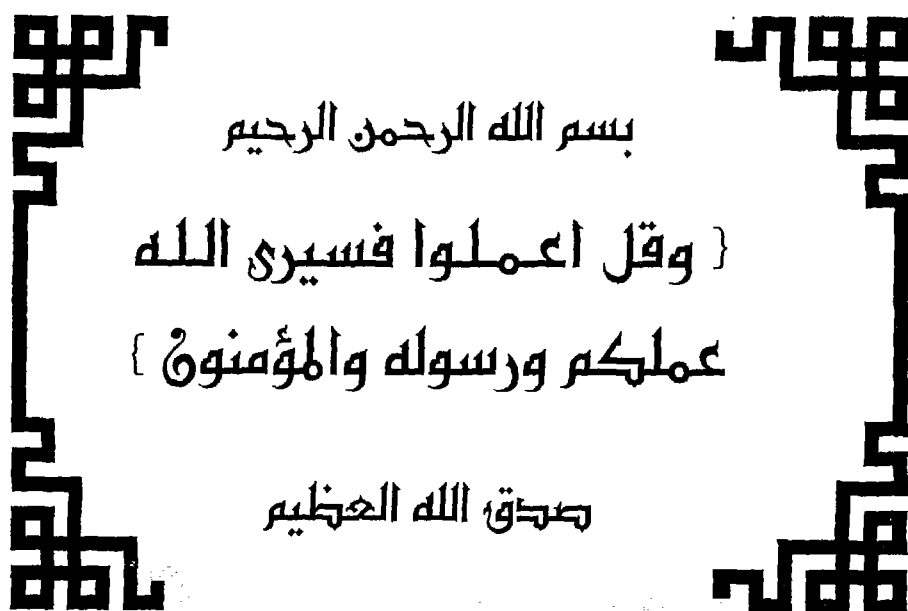 بسم الله الرحمن الرحيم
{ وقل اعملوا فسيرى الله
عملكم ورسوله والمؤمنون }
صدق الله العظيم